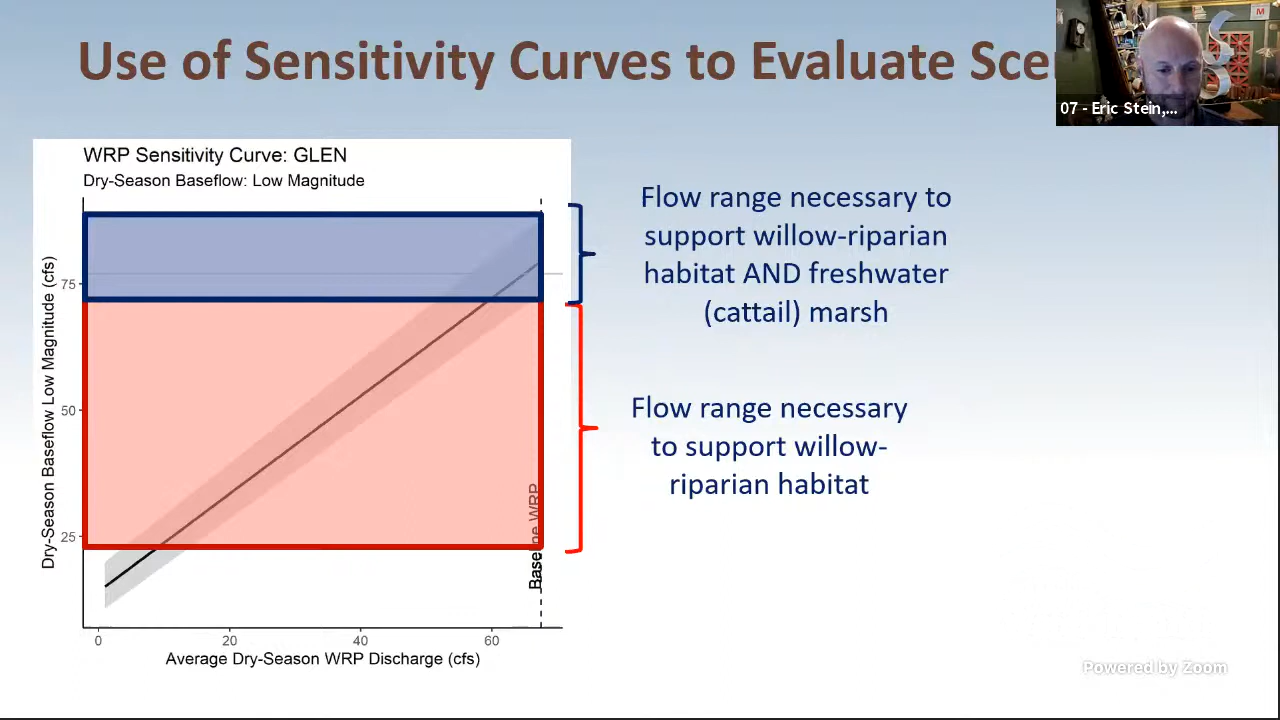 Use of Sensitivity Curves to Evaluate Sce
07 - Eric Stein,...
WRP Sensitivity Curve: GLEN
Dry-Season Baseflow: Low Magnitude
Dry-Season Baseflow Low Magnitude (cfs)
75
50
25
Baseline WRP
0 20 40 60
Average Dry-Season WRP Discharge (cfs)
Flow range necessary to
support willow-riparian
habitat AND freshwater
(cattail) marsh
Flow range necessary
to support willow-
riparian habitat
M
Powered by Zoom